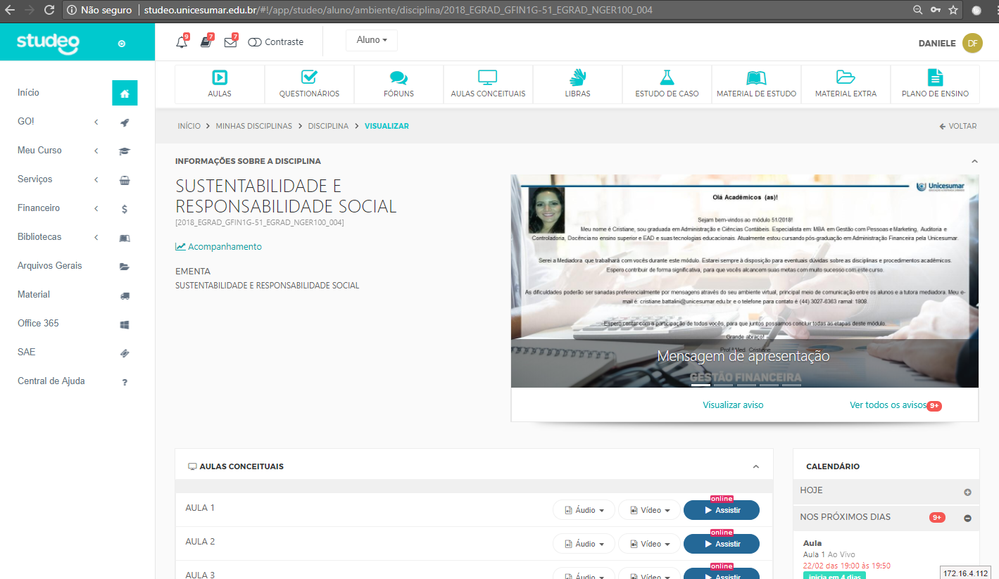 Não seguro | studeo.unicesumar.edu.br/#!/app/studeo/aluno/ambiente/disciplina/2018_EGRAD_GFIN1G-51_EGRAD_NGER100_004
studeo
9
7
7
Contraste
Aluno
DANIELE
DF
Início
GO!
Meu Curso
Serviços
Financeiro
Bibliotecas
Arquivos Gerais
Material
Office 365
SAE
Central de Ajuda
AULAS
QUESTIONÁRIOS
FÓRUNS
AULAS CONCEITUAIS
LIBRAS
ESTUDO DE CASO
MATERIAL DE ESTUDO
MATERIAL EXTRA
PLANO DE ENSINO
INÍCIO > MINHAS DISCIPLINAS > DISCIPLINA > VISUALIZAR
VOLTAR
INFORMAÇÕES SOBRE A DISCIPLINA
SUSTENTABILIDADE E
RESPONSABILIDADE SOCIAL
[2018_EGRAD_GFIN1G-51_EGRAD_NGER100_004]
Acompanhamento
EMENTA
SUSTENTABILIDADE E RESPONSABILIDADE SOCIAL
Unicesumar
Olá Acadêmicos (as)!
Sejam bem-vindos ao módulo 51/2018!
Meu nome é Cristiane, sou graduada em Administração e Ciências Contábeis. Especialista em: MBA em Gestão com Pessoas e Marketing, Auditoria e
Controladoria, Docência no ensino superior e EAD e suas tecnologias educacionais. Atualmente estou cursando pós-graduação em Administração Financeira pela Unicesumar.
Serei a Mediadora que trabalhará com vocês durante este módulo. Estarei sempre à disposição para eventuais dúvidas sobre as disciplinas e procedimentos acadêmicos.
Espero contribuir de forma significativa, para que vocês alcancem suas metas com muito sucesso com este curso.
As dificuldades poderão ser sanadas preferencialmente por mensagens através do seu ambiente virtual, principal meio de comunicação entre os alunos e a tutora mediadora. Meu e-
mail é: cristiane.battalini@unicesumar.edu.br e o telefone para contato é (44) 3027-6363 ramal: 1808.
Espero contar com a participação de todos vocês, para que juntos possamos concluir todas as etapas deste módulo.
Grande abraço!
Prof.ª Med. Cristiane
Mensagem de apresentação
GESTÃO FINANCEIRA
Visualizar aviso
Ver todos os avisos 9+
AULAS CONCEITUAIS
AULA 1
Áudio
Vídeo
online
Assistir
AULA 2
Áudio
Vídeo
online
Assistir
AULA 3
Áudio
Vídeo
online
Assistir
CALENDÁRIO
HOJE
NOS PRÓXIMOS DIAS 9+
Aula
Aula 1 Ao Vivo
22/02 das 19:00 às 19:50
inicia em 4 dias
172.16.4.112